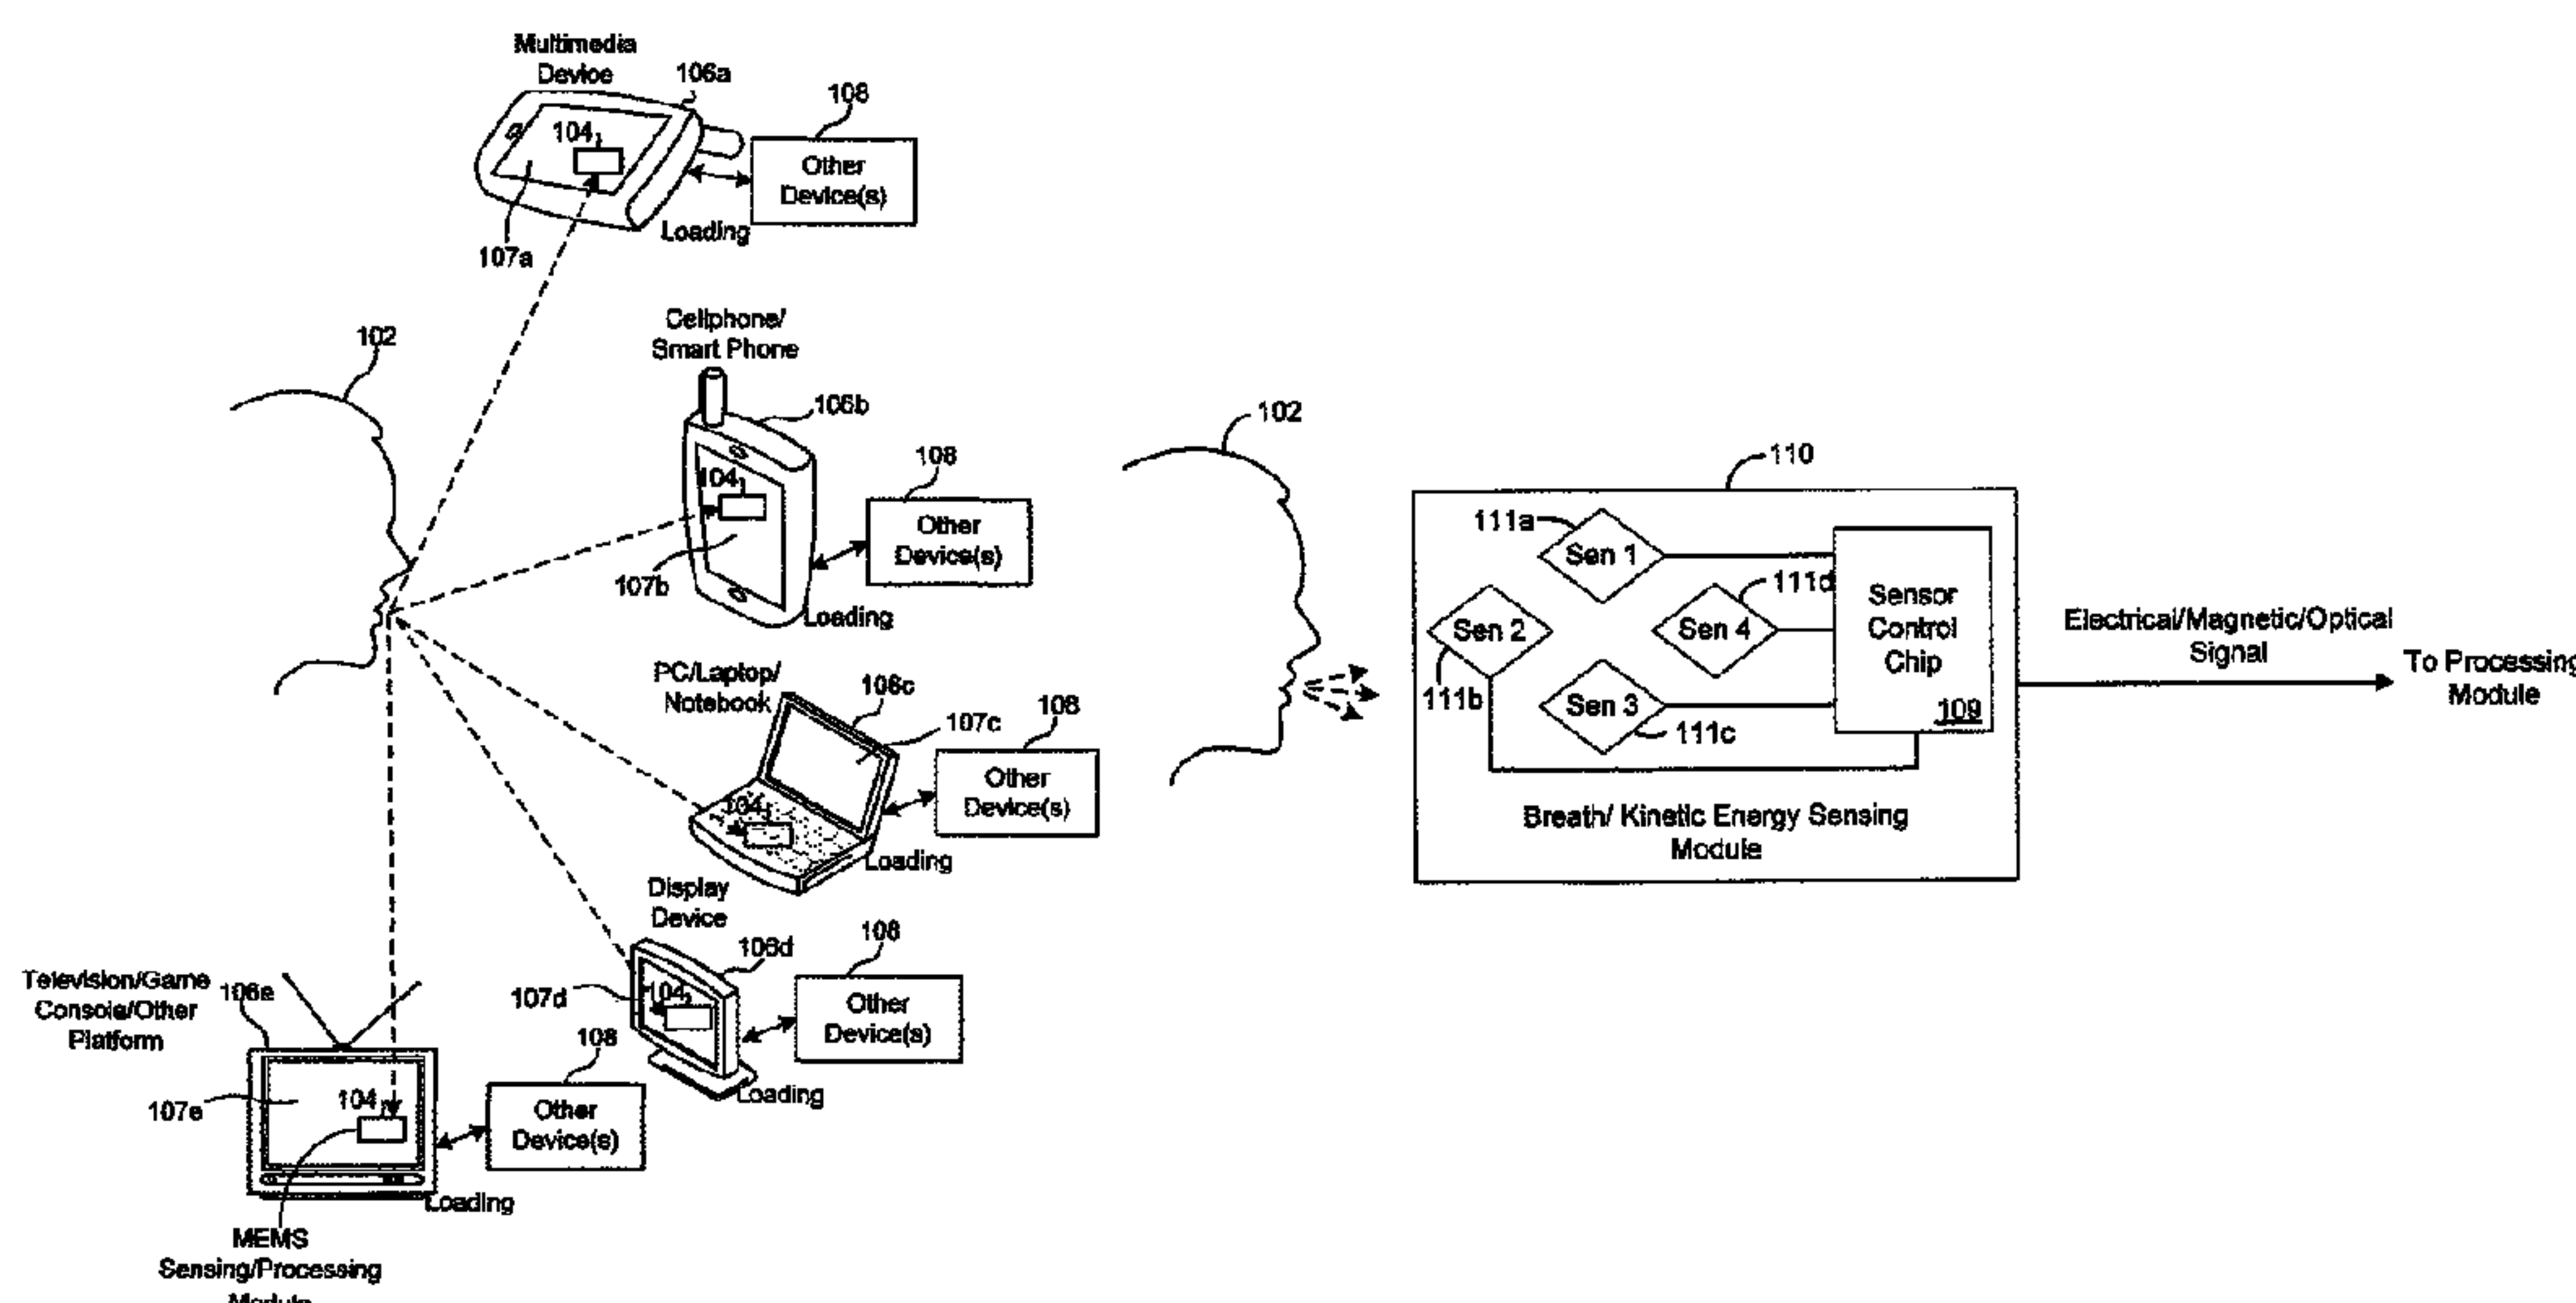 Multimedia
Device
106a
108
104
Other
Device(s)
107a
Loading
102
Cellphone/
Smart Phone
106b
108
104
Other
Device(s)
107b
Loading
PC/Laptop/
Notebook
106c
107c
108
104
Other
Device(s)
Loading
Display
Device
106d
108
107d
104
Other
Device(s)
Loading
Television/Game
Console/Other
Platform
106e
108
107e
104
Other
Device(s)
Loading
MEMS
Sensing/Processing
Module
102
110
111a
Sen 1
111d
Sen 2
Sen 4
111b
Sen 3
111c
Sensor
Control
Chip
109
Breath/ Kinetic Energy Sensing
Module
Electrical/Magnetic/Optical
Signal
To Processing
Module